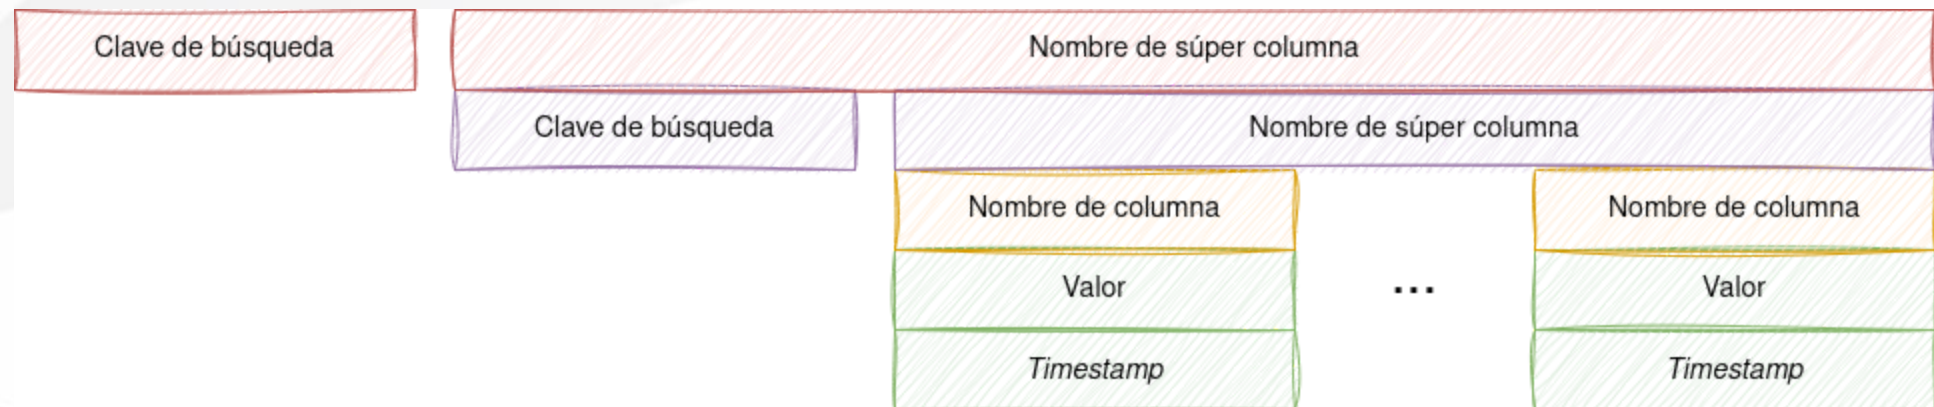 Clave de búsqueda Nombre de súper columna
Clave de búsqueda Nombre de súper columna
Nombre de columna Nombre de columna
Valor ... Valor
Timestamp Timestamp